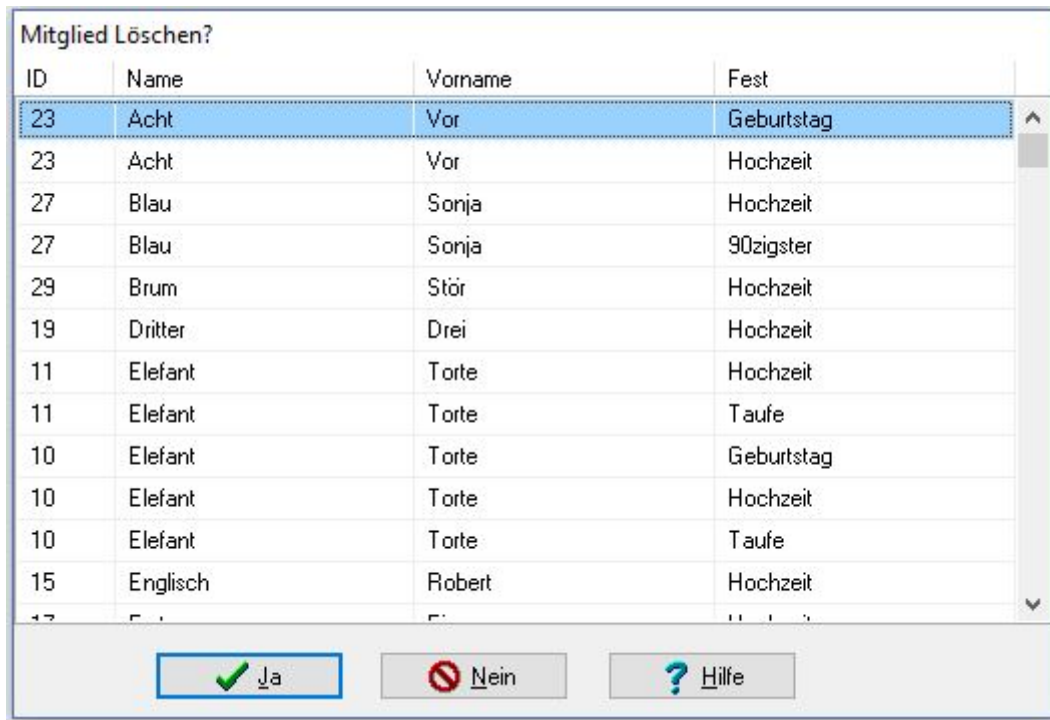 Mitglied Löschen?
ID Name Vorname Fest
23 Acht Vor Geburtstag
23 Acht Vor Hochzeit
27 Blau Sonja Hochzeit
27 Blau Sonja 90zigster
29 Brum Stör Hochzeit
19 Dritter Drei Hochzeit
11 Elefant Torte Hochzeit
11 Elefant Torte Taufe
10 Elefant Torte Geburtstag
10 Elefant Torte Hochzeit
10 Elefant Torte Taufe
15 Englisch Robert Hochzeit
Ja Nein Hilfe